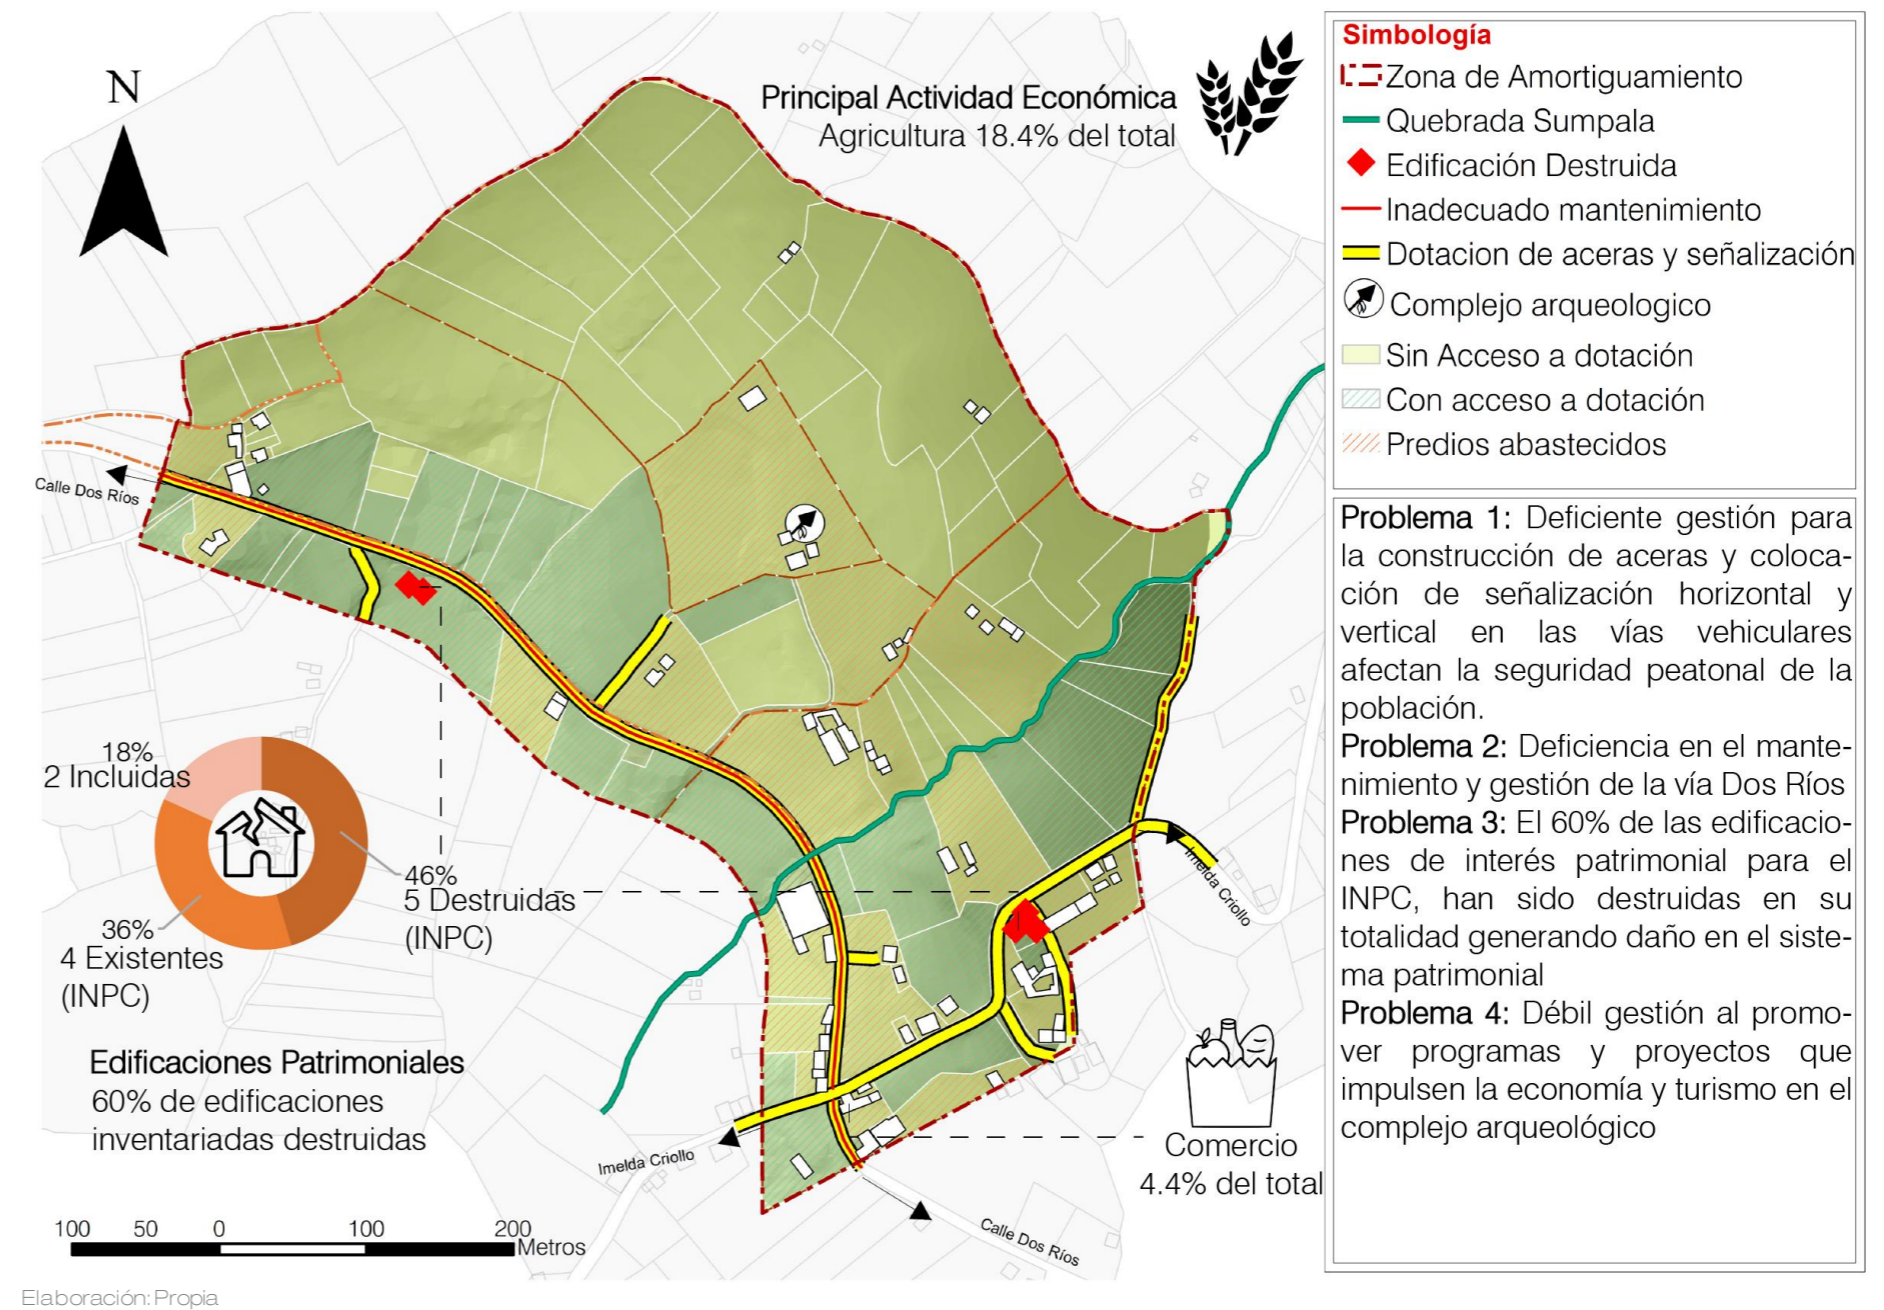 N
Principal Actividad Económica
Agricultura 18.4% del total
Calle Dos Ríos
18%
2 Incluidas
46%
5 Destruidas
(INPC)
36%
4 Existentes
(INPC)
Edificaciones Patrimoniales
60% de edificaciones
inventariadas destruidas
Imelda Criollo
Imelda Criollo
Comercio
4.4% del total
Calle Dos Ríos
100 50 0 100 200
Metros
Simbología
Zona de Amortiguamiento
Quebrada Sumpala
Edificación Destruida
Inadecuado mantenimiento
Dotacion de aceras y señalización
Complejo arqueologico
Sin Acceso a dotación
Con acceso a dotación
Predios abastecidos
Problema 1: Deficiente gestión para
la construcción de aceras y coloca-
ción de señalización horizontal y
vertical en las vías vehiculares
afectan la seguridad peatonal de la
población.
Problema 2: Deficiencia en el mante-
nimiento y gestión de la vía Dos Ríos
Problema 3: El 60% de las edificacio-
nes de interés patrimonial para el
INPC, han sido destruidas en su
totalidad generando daño en el siste-
ma patrimonial
Problema 4: Débil gestión al promo-
ver programas y proyectos que
impulsen la economía y turismo en el
complejo arqueológico
Elaboración: Propia